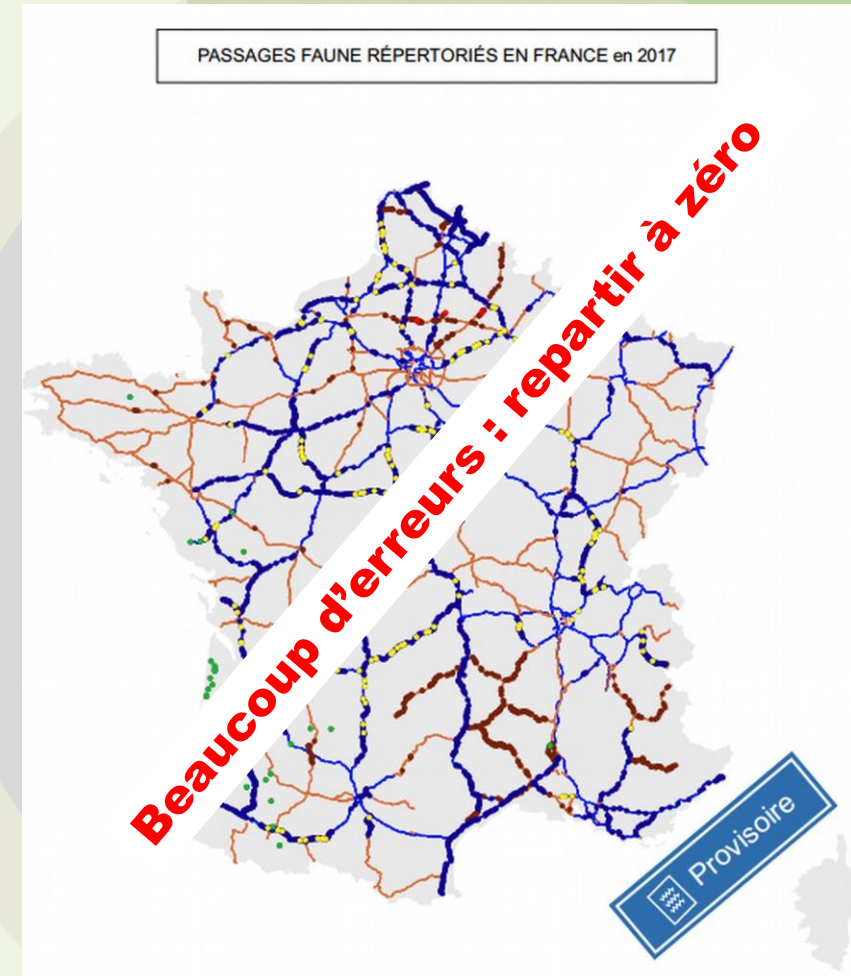 PASSAGES FAUNE RÉPERTORIÉS EN FRANCE en 2017
Beaucoup d'erreurs : repartir à zéro
Provisoire